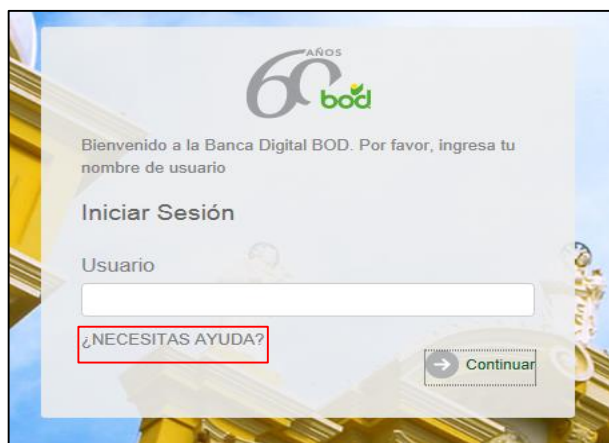 60 AÑOS
bod
Bienvenido a la Banca Digital BOD. Por favor, ingresa tu
nombre de usuario
Iniciar Sesión
Usuario
¿NECESITAS AYUDA?
Continuar